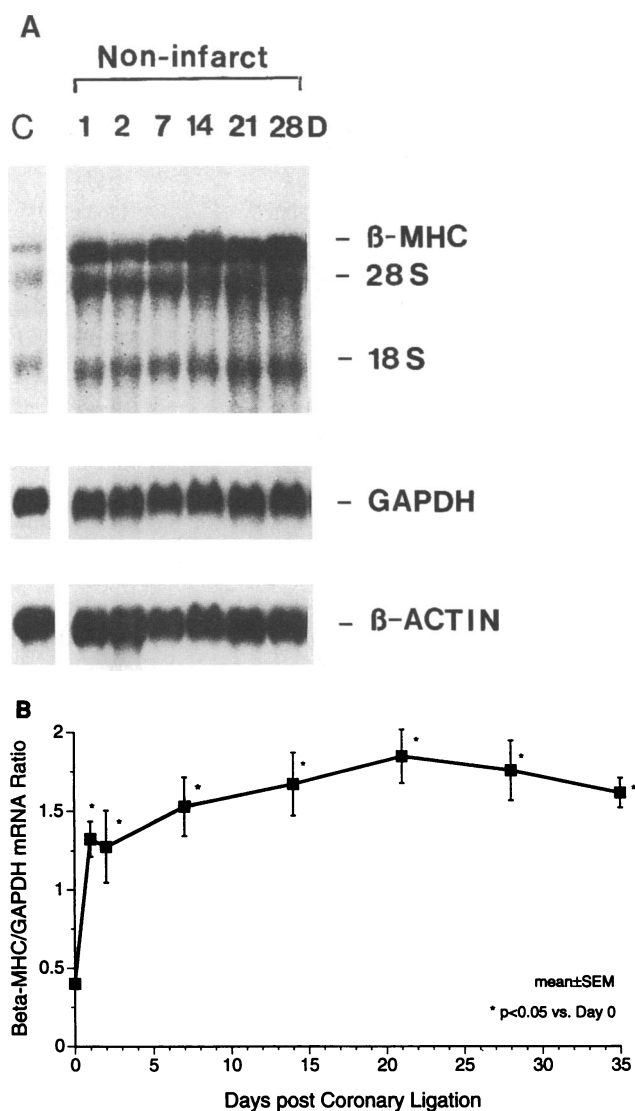 A
Non-infarct
C 1 2 7 14 21 28 D
– ß-MHC
– 28 S
– 18 S
– GAPDH
– ß-ACTIN
B
2
1.5
1
0.5
0
Beta-MHC/GAPDH mRNA Ratio
* * * * * * *
mean±SEM
* p<0.05 vs. Day 0
0 5 10 15 20 25 30 35
Days post Coronary Ligation